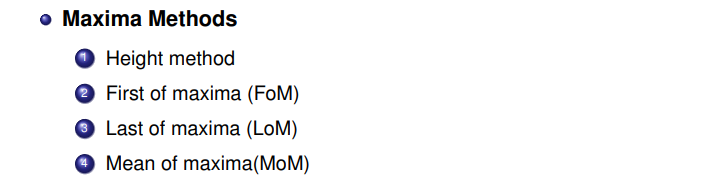 Maxima Methods
1 Height method
2 First of maxima (FoM)
3 Last of maxima (LoM)
4 Mean of maxima(MoM)